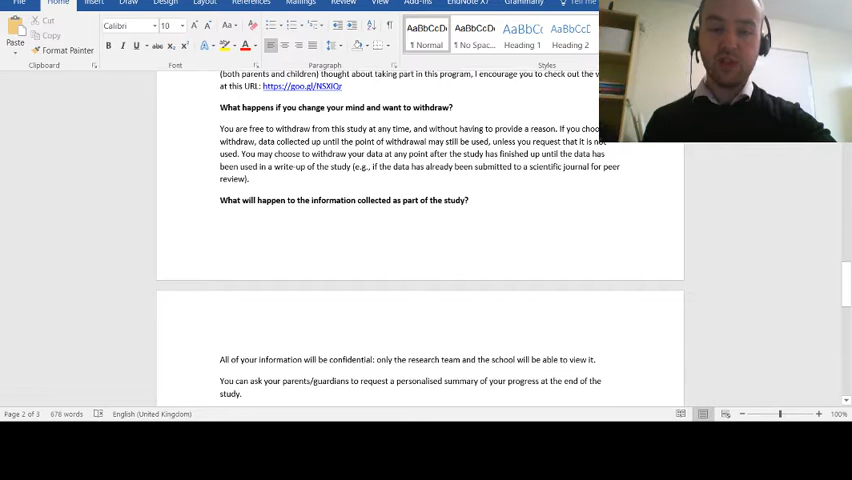 File Home Insert Draw Design Layout References Mailings Review View Add-Ins EndNote X7 Grammarly Tell me
Paste
Cut
Copy
Format Painter
Calibri 10 Aa
AaBbCcDc AaBbCcDc AaBbCc AaBbCcD
¶ Normal ¶ No Spac... Heading 1 Heading 2
B I U abc X₂ X² A A
Clipboard Font Paragraph Styles
(both parents and children) thought about taking part in this program, I encourage you to check out the
at this URL: https://goo.gl/NSXIQr
What happens if you change your mind and want to withdraw?
You are free to withdraw from this study at any time, and without having to provide a reason. If you
withdraw, data collected up until the point of withdrawal may still be used, unless you request that it is not
used. You may choose to withdraw your data at any point after the study has finished up until the data has
been used in a write-up of the study (e.g., if the data has already been submitted to a scientific journal for peer
review).
What will happen to the information collected as part of the study?
All of your information will be confidential: only the research team and the school will be able to view it.
You can ask your parents/guardians to request a personalised summary of your progress at the end of the
study.
Page 2 of 3 678 words English (United Kingdom) 100%